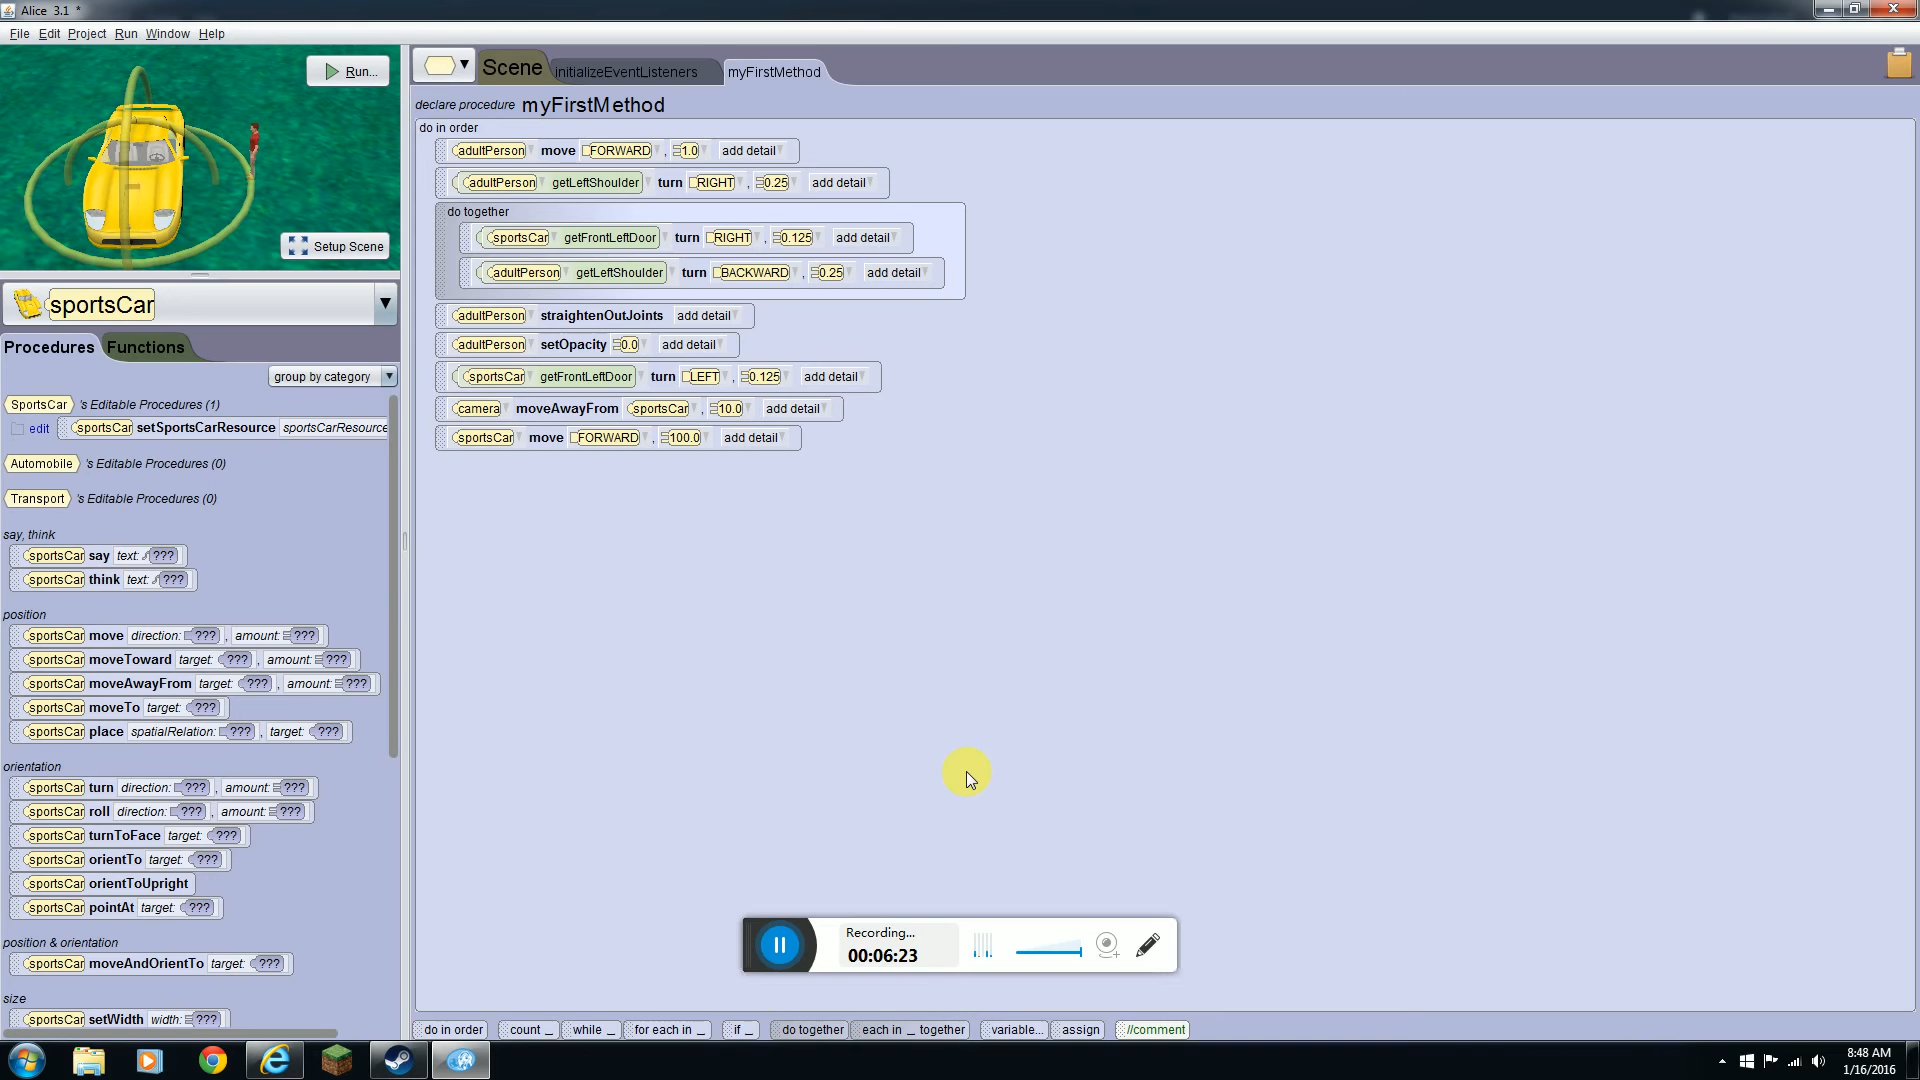 Alice 3.1 *
File Edit Project Run Window Help
Run...
Setup Scene
sportsCar
Procedures Functions
group by category
SportsCar 's Editable Procedures (1)
edit sportsCar setSportsCarResource sportsCarResource
Automobile 's Editable Procedures (0)
Transport 's Editable Procedures (0)
say, think
sportsCar say text: ???
sportsCar think text: ???
position
sportsCar move direction: ??? , amount: ???
sportsCar moveToward target: ??? , amount: ???
sportsCar moveAwayFrom target: ??? , amount: ???
sportsCar moveTo target: ???
sportsCar place spatialRelation: ??? , target: ???
orientation
sportsCar turn direction: ??? , amount: ???
sportsCar roll direction: ??? , amount: ???
sportsCar turnToFace target: ???
sportsCar orientTo target: ???
sportsCar orientToUpright
sportsCar pointAt target: ???
position & orientation
sportsCar moveAndOrientTo target: ???
size
sportsCar setWidth width: ???
Scene initializeEventListeners myFirstMethod
declare procedure myFirstMethod
do in order
adultPerson move FORWARD , 1.0 add detail
adultPerson getLeftShoulder turn RIGHT , 0.25 add detail
do together
sportsCar getFrontLeftDoor turn RIGHT , 0.125 add detail
adultPerson getLeftShoulder turn BACKWARD , 0.25 add detail
adultPerson straightenOutJoints add detail
adultPerson setOpacity 0.0 add detail
sportsCar getFrontLeftDoor turn LEFT , 0.125 add detail
camera moveAwayFrom sportsCar , 10.0 add detail
sportsCar move FORWARD , 100.0 add detail
Recording...
00:06:23
do in order count _ while _ for each in _ if _ do together each in _ together variable... assign //comment
8:48 AM
1/16/2016